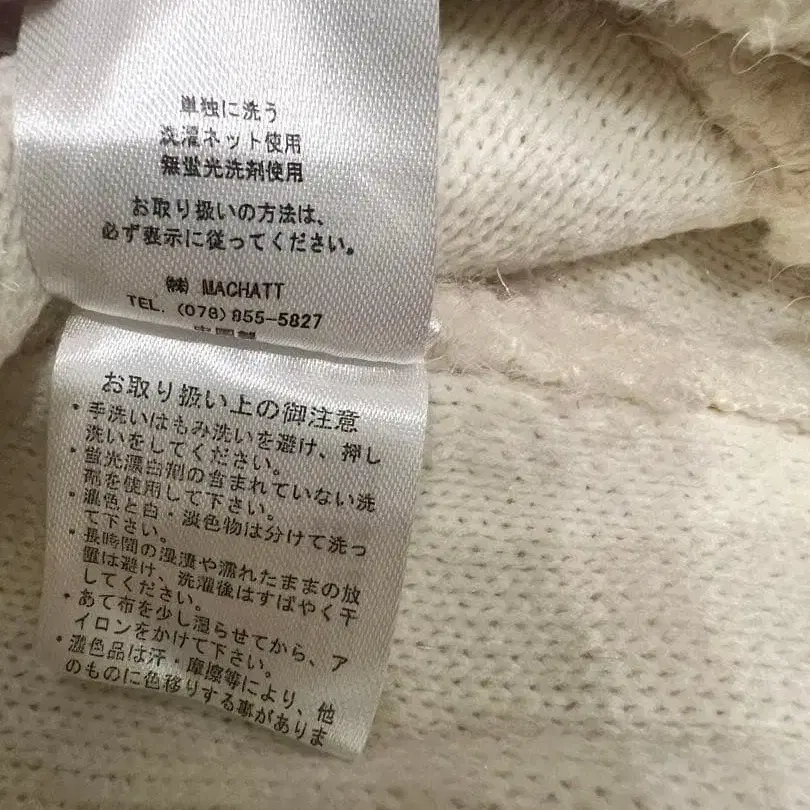 単独に洗う
洗濯ネット使用
無蛍光洗剤使用
お取り扱いの方法は、
必ず表示に従ってください。
㈱ MACHATT
TEL. (078)855-5827
中国製
お取り扱い上の御注意
・手洗いはもみ洗いを避け、押し
洗いをしてください。
・蛍光漂白剤の含まれていない洗
剤を使用して下さい。
・濃色と白・淡色物は分けて洗っ
て下さい。
・長時間の浸漬や濡れたままの放
置は避け、洗濯後はすばやく干
してください。
・あて布を少し湿らせてから、ア
イロンをかけて下さい。
・濃色品は汗・摩擦等により、他
のものに色移りする事がありま